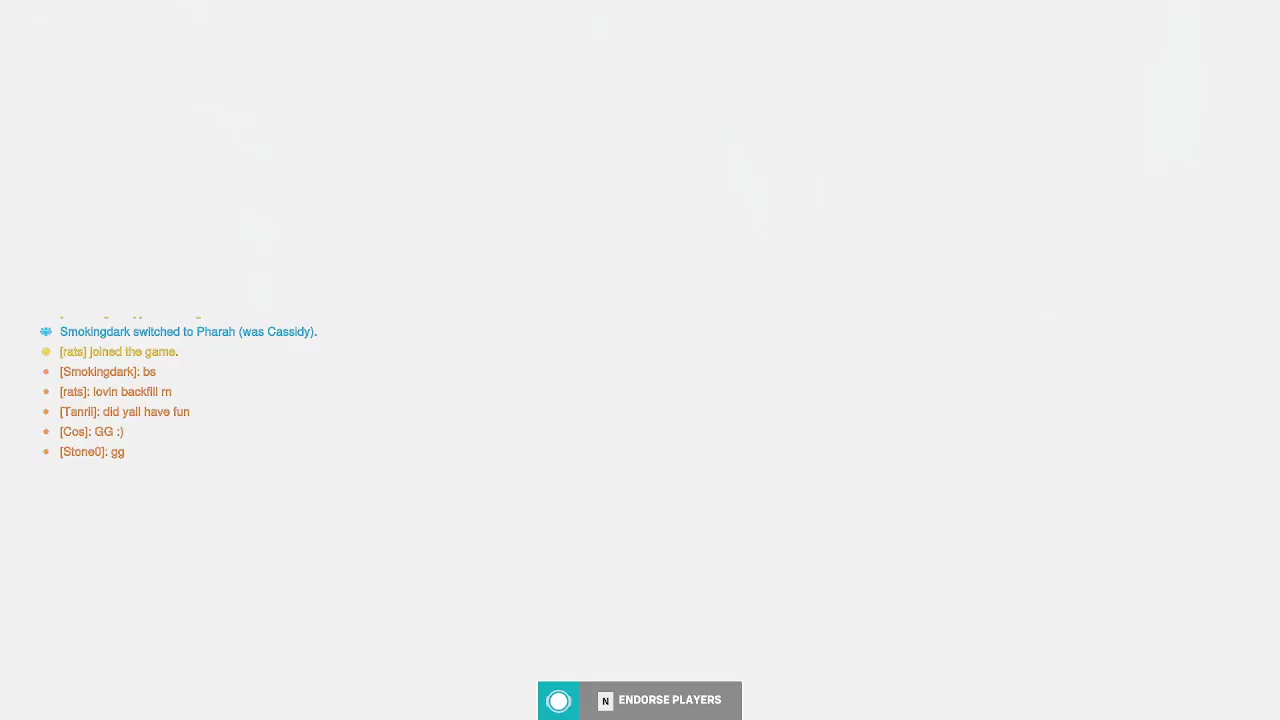 Smokingdark switched to Pharah (was Cassidy).
[rats] joined the game.
[Smokingdark]: bs
[rats]: lovin backfill rn
[Tanrii]: did yall have fun
[Cos]: GG :)
[Stone0]: gg
N ENDORSE PLAYERS